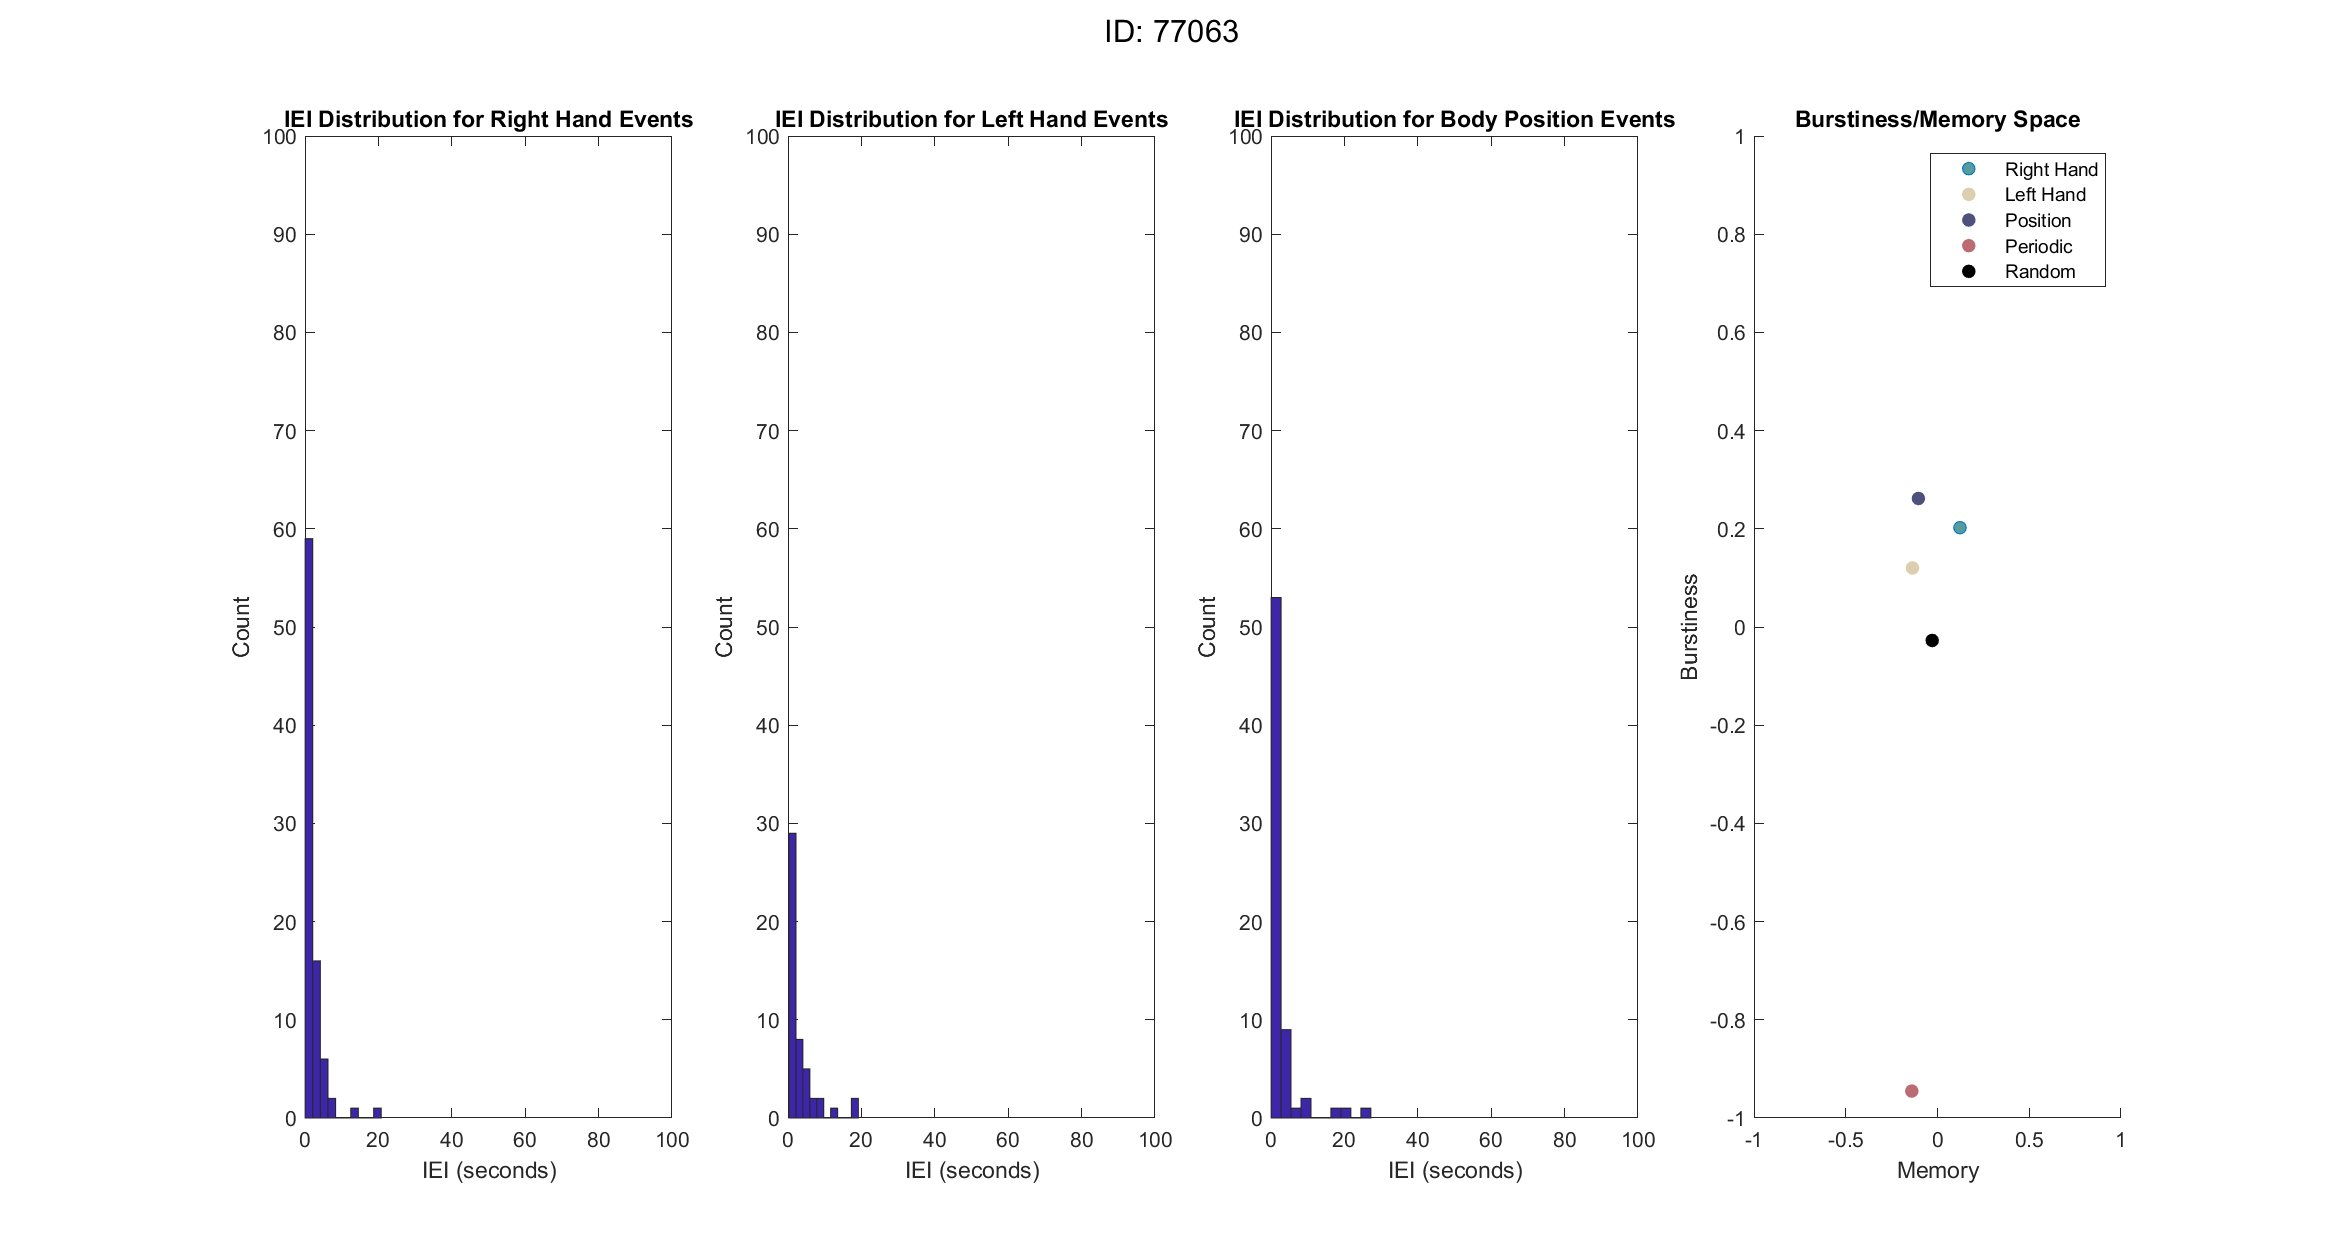 ID: 77063
IEI Distribution for Right Hand Events
100
90
80
70
60
50
40
30
20
10
0
Count
0 20 40 60 80 100
IEI (seconds)
IEI Distribution for Left Hand Events
100
90
80
70
60
50
40
30
20
10
0
Count
0 20 40 60 80 100
IEI (seconds)
IEI Distribution for Body Position Events
100
90
80
70
60
50
40
30
20
10
0
Count
0 20 40 60 80 100
IEI (seconds)
Burstiness/Memory Space
1
0.8
0.6
0.4
0.2
0
-0.2
-0.4
-0.6
-0.8
-1
Burstiness
Right Hand
Left Hand
Position
Periodic
Random
-1 -0.5 0 0.5 1
Memory